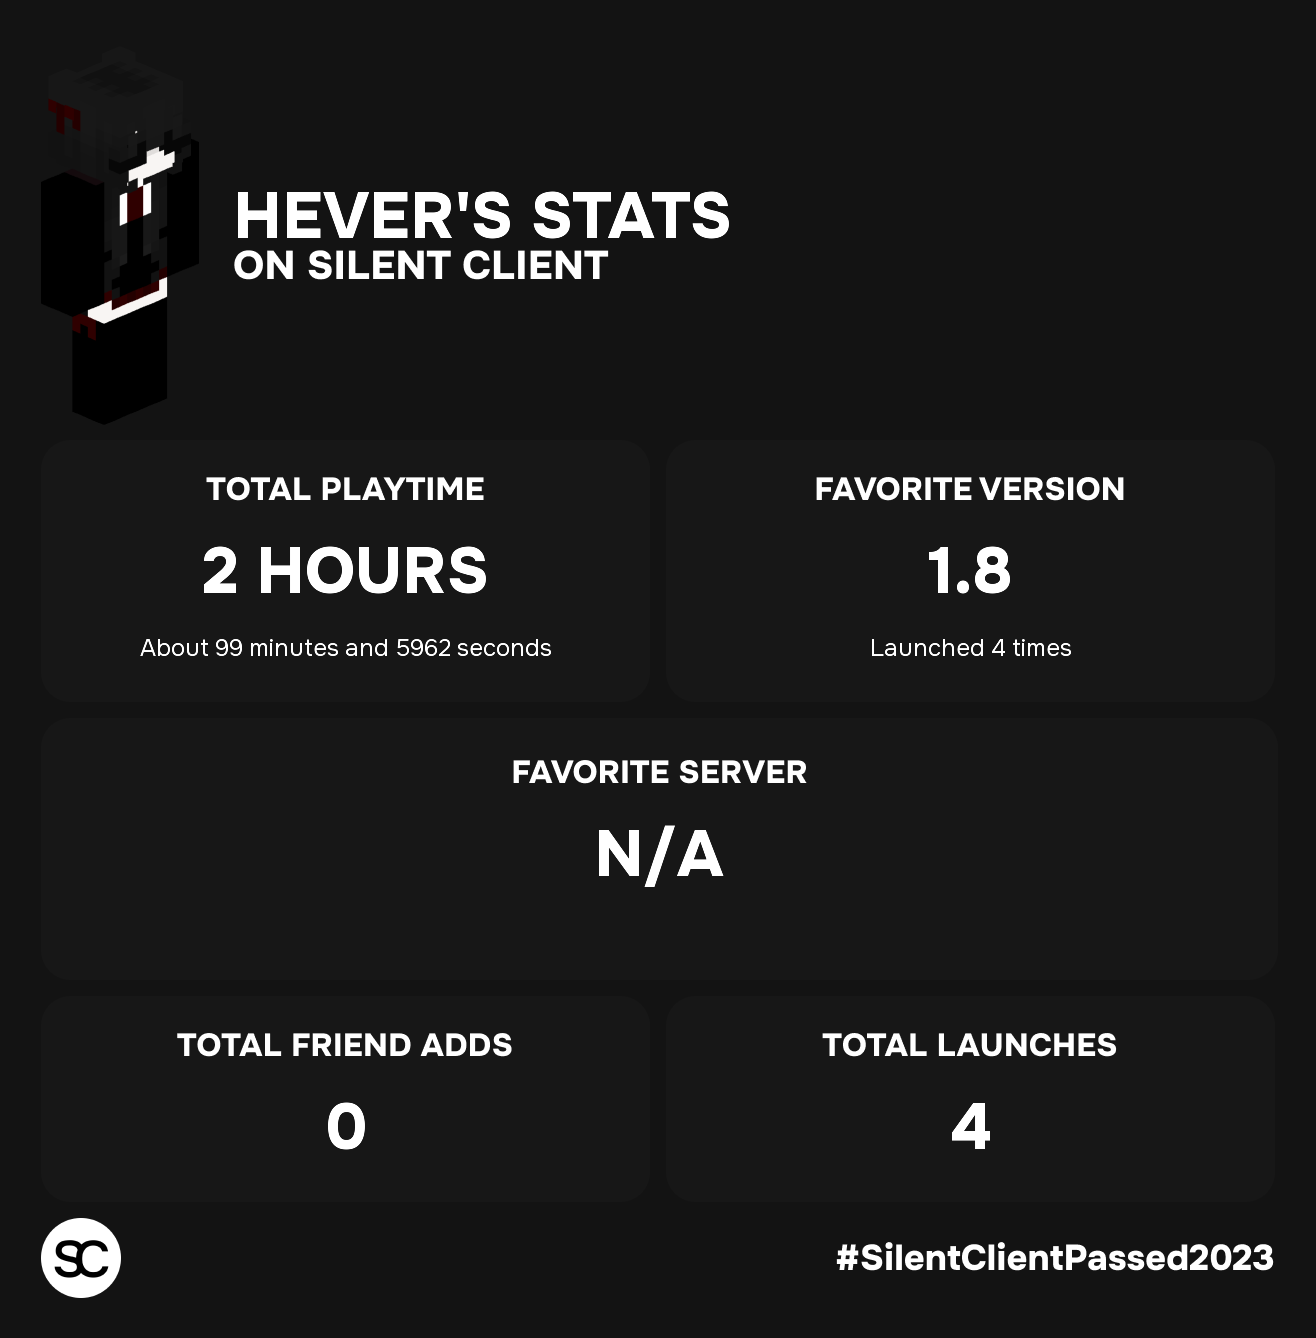 HEVER'S STATS
ON SILENT CLIENT
TOTAL PLAYTIME
2 HOURS
About 99 minutes and 5962 seconds
FAVORITE VERSION
1.8
Launched 4 times
FAVORITE SERVER
N/A
TOTAL FRIEND ADDS
0
TOTAL LAUNCHES
4
SC
#SilentClientPassed2023